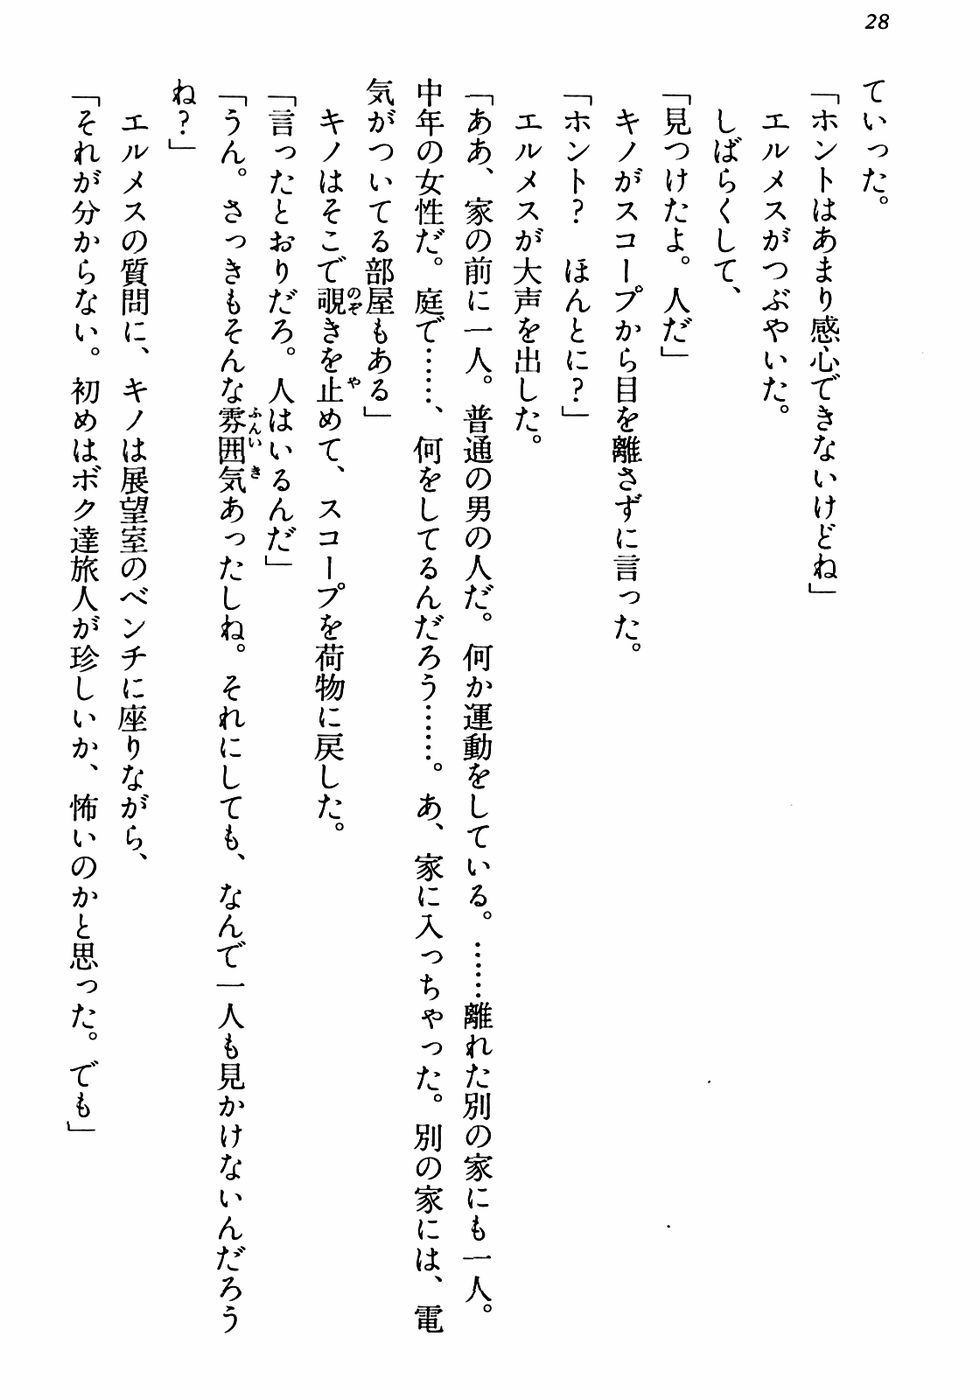 28
ていった。
「ホントはあまり感心できないけどね」
エルメスがつぶやいた。
しばらくして、
「見つけたよ。人だ」
キノがスコープから目を離さずに言った。
「ホント？　ほんとに？」
エルメスが大声を出した。
「ああ、家の前に一人。普通の男の人だ。何か運動をしている。……離れた別の家にも一人。
中年の女性だ。庭で……、何をしてるんだろう……。あ、家に入っちゃった。別の家には、電
気がついてる部屋もある」
キノはそこで覗きを止めて、スコープを荷物に戻した。
「言ったとおりだろ。人はいるんだ」
「うん。さっきもそんな雰囲気あったしね。それにしても、なんで一人も見かけないんだろう
ね？」
エルメスの質問に、キノは展望室のベンチに座りながら、
「それが分からない。初めはボク達旅人が珍しいか、怖いのかと思った。でも」